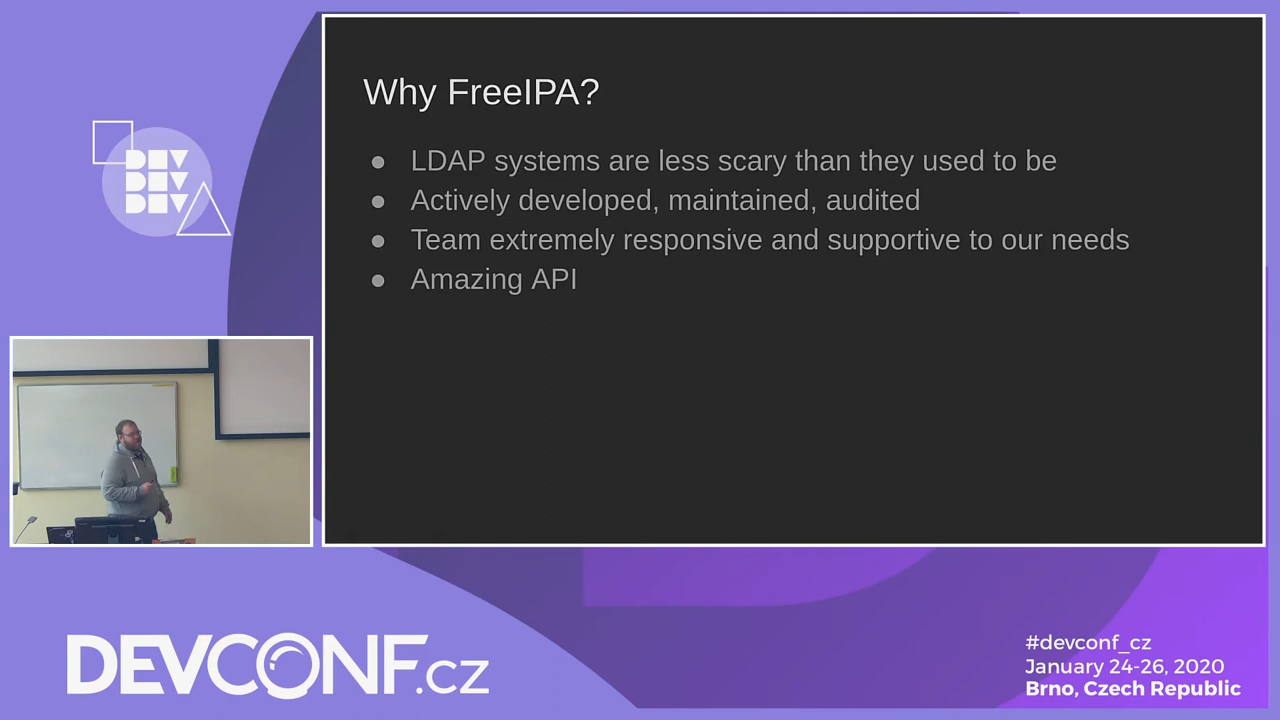 DEV
DEV
DEV
Why FreeIPA?
● LDAP systems are less scary than they used to be
● Actively developed, maintained, audited
● Team extremely responsive and supportive to our needs
● Amazing API
DEVCONF.cz
#devconf_cz
January 24-26, 2020
Brno, Czech Republic